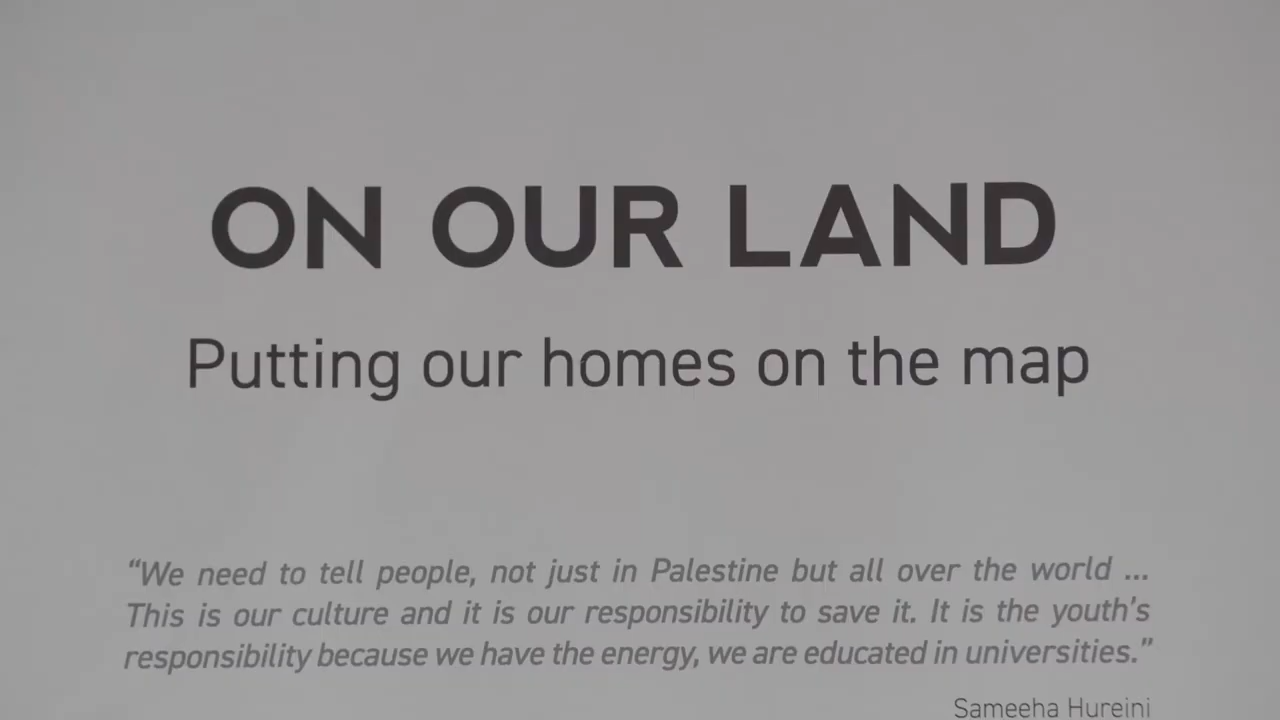 ON OUR LAND
Putting our homes on the map
“We need to tell people, not just in Palestine but all over the world ...
This is our culture and it is our responsibility to save it. It is the youth’s
responsibility because we have the energy, we are educated in universities.”
Sameeha Hureini